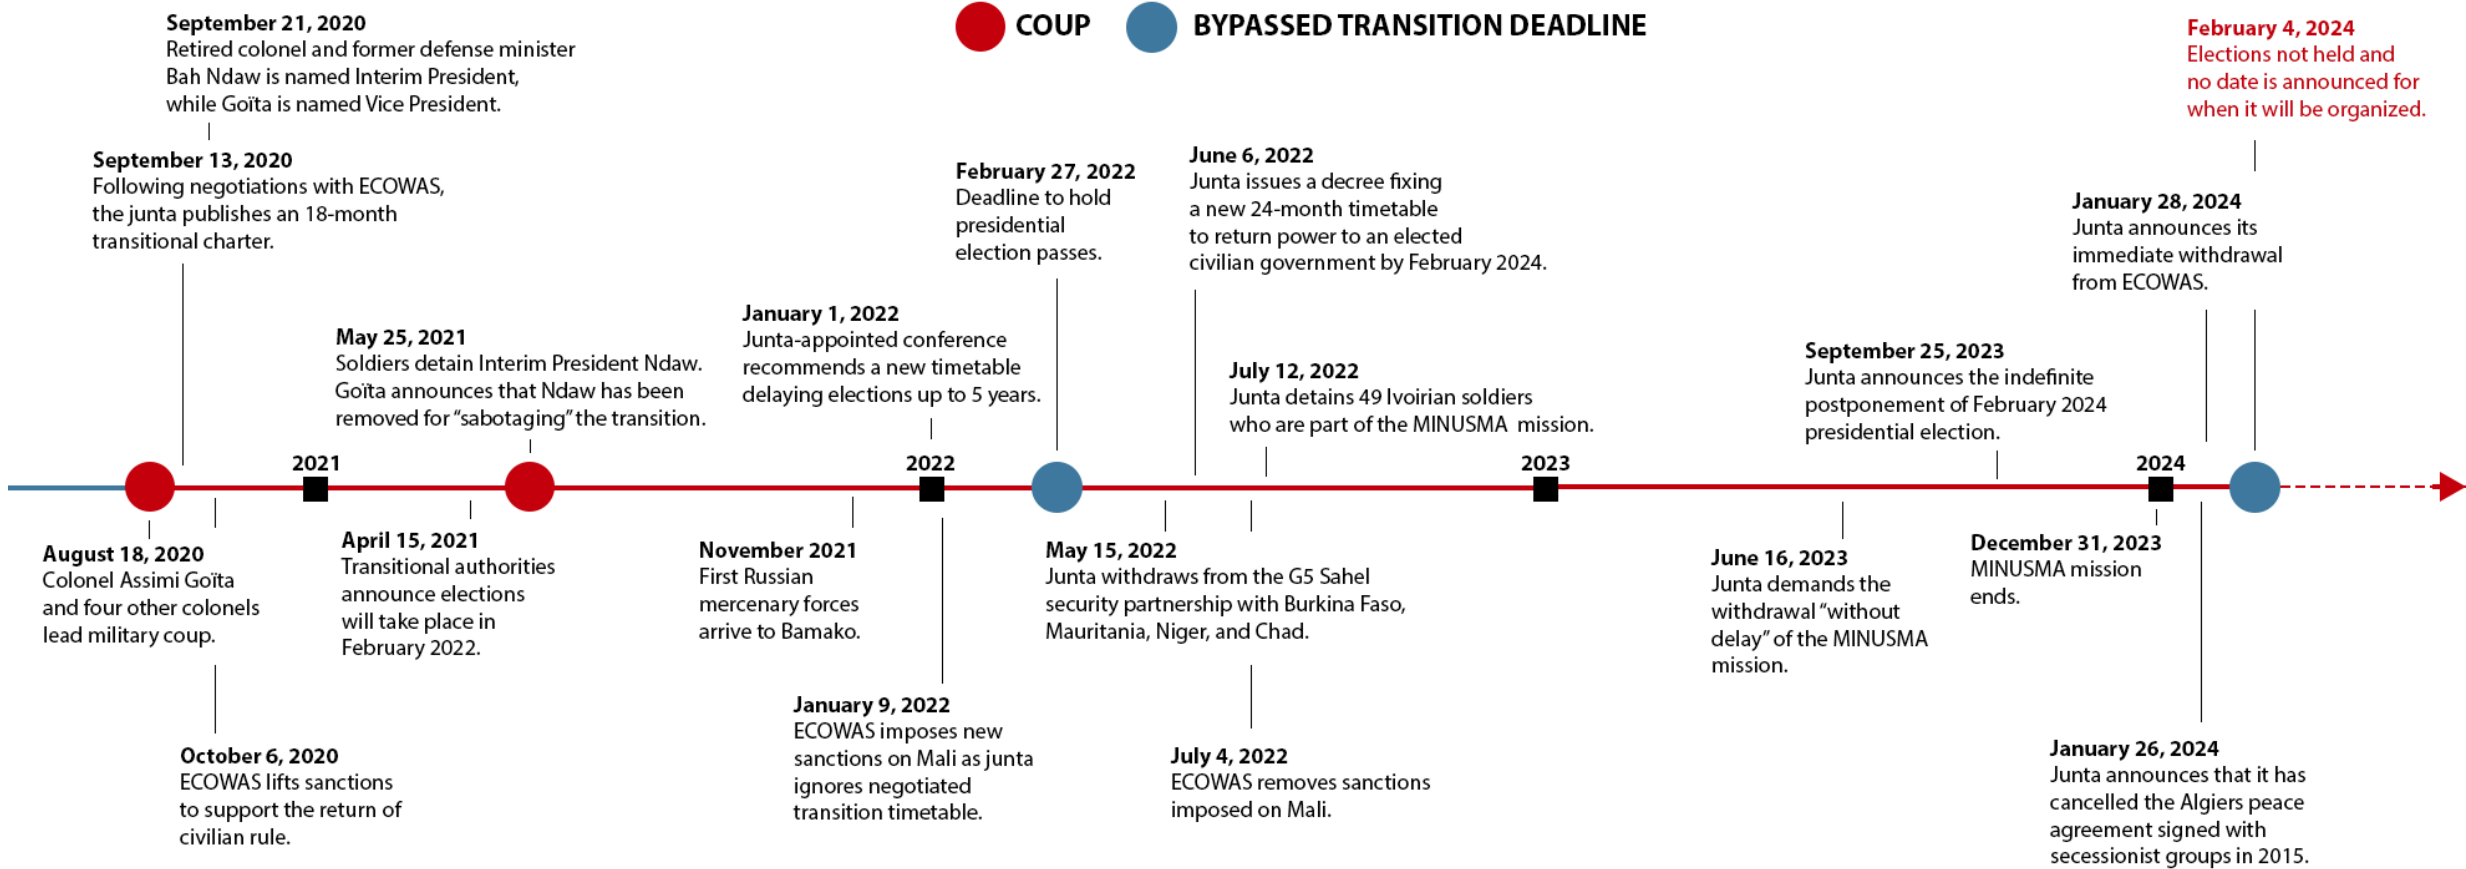 COUP
BYPASSED TRANSITION DEADLINE
September 21, 2020
Retired colonel and former defense minister
Bah Ndaw is named Interim President,
while Goïta is named Vice President.
September 13, 2020
Following negotiations with ECOWAS,
the junta publishes an 18-month
transitional charter.
May 25, 2021
Soldiers detain Interim President Ndaw.
Goïta announces that Ndaw has been
removed for “sabotaging” the transition.
January 1, 2022
Junta-appointed conference
recommends a new timetable
delaying elections up to 5 years.
February 27, 2022
Deadline to hold
presidential
election passes.
June 6, 2022
Junta issues a decree fixing
a new 24-month timetable
to return power to an elected
civilian government by February 2024.
July 12, 2022
Junta detains 49 Ivoirian soldiers
who are part of the MINUSMA mission.
September 25, 2023
Junta announces the indefinite
postponement of February 2024
presidential election.
January 28, 2024
Junta announces its
immediate withdrawal
from ECOWAS.
February 4, 2024
Elections not held and
no date is announced for
when it will be organized.
2021
2022
2023
2024
August 18, 2020
Colonel Assimi Goïta
and four other colonels
lead military coup.
October 6, 2020
ECOWAS lifts sanctions
to support the return of
civilian rule.
April 15, 2021
Transitional authorities
announce elections
will take place in
February 2022.
November 2021
First Russian
mercenary forces
arrive to Bamako.
January 9, 2022
ECOWAS imposes new
sanctions on Mali as junta
ignores negotiated
transition timetable.
May 15, 2022
Junta withdraws from the G5 Sahel
security partnership with Burkina Faso,
Mauritania, Niger, and Chad.
July 4, 2022
ECOWAS removes sanctions
imposed on Mali.
June 16, 2023
Junta demands the
withdrawal “without
delay” of the MINUSMA
mission.
December 31, 2023
MINUSMA mission
ends.
January 26, 2024
Junta announces that it has
cancelled the Algiers peace
agreement signed with
secessionist groups in 2015.